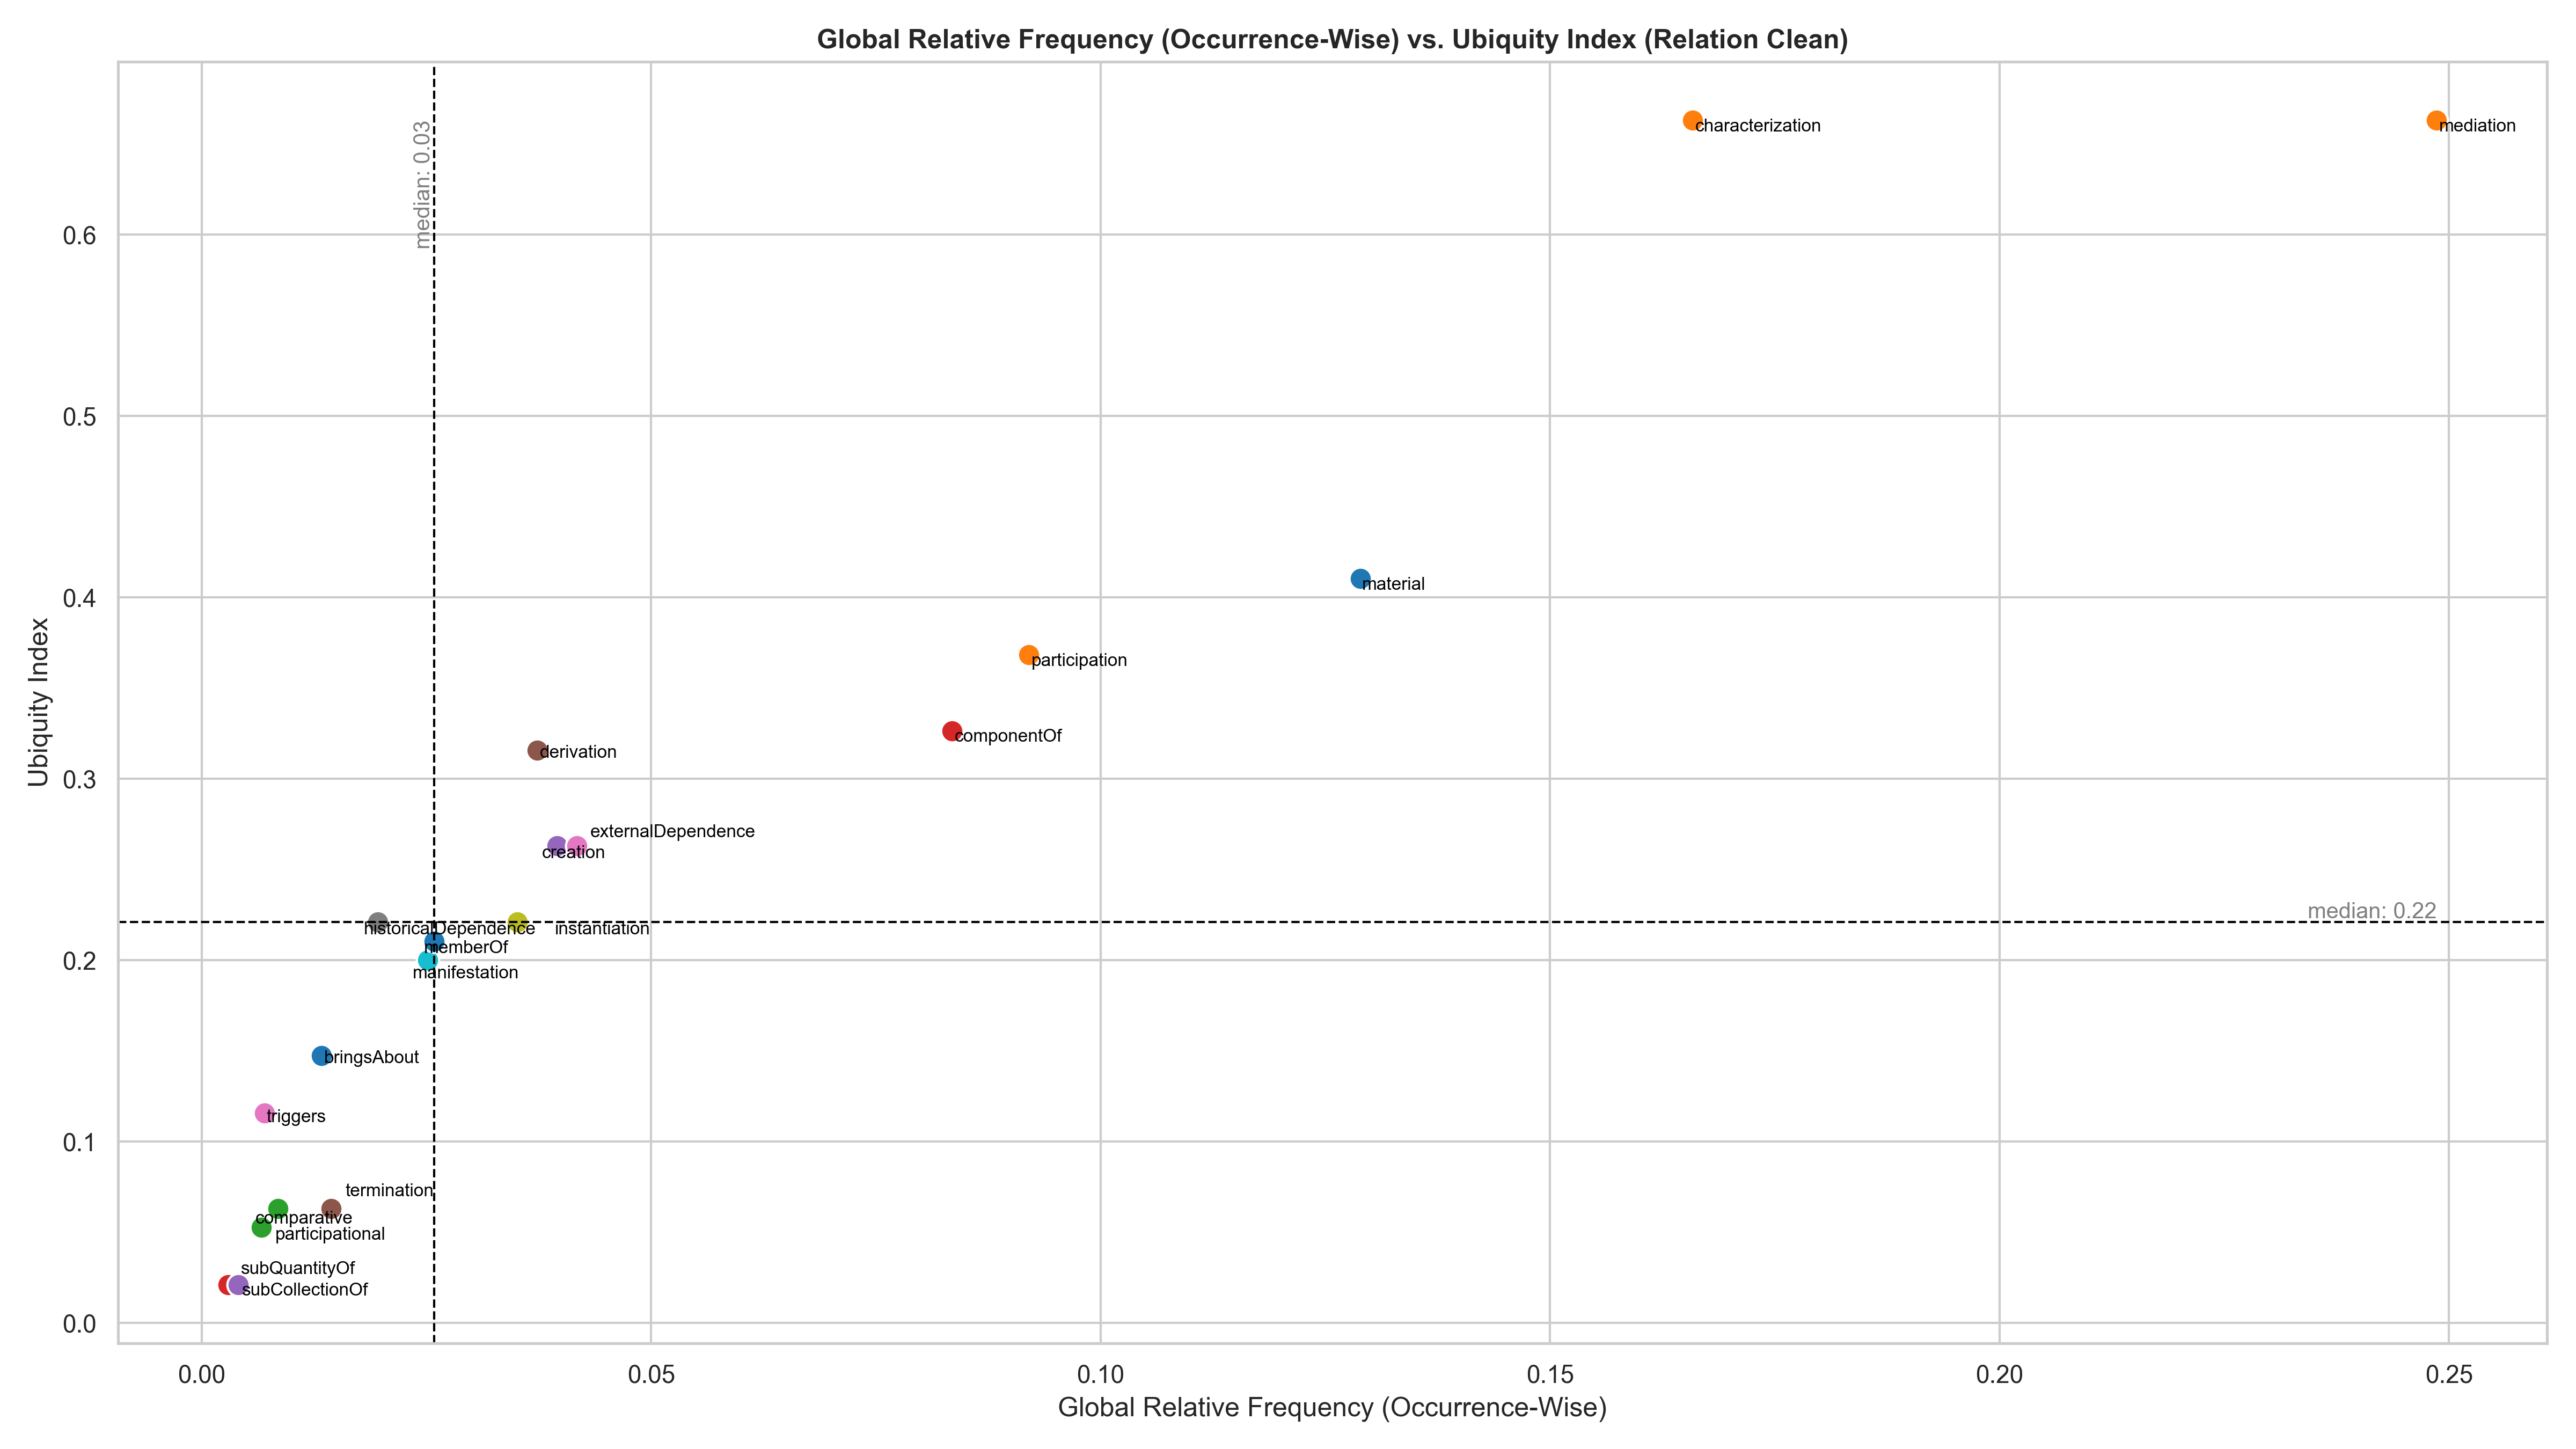 Global Relative Frequency (Occurrence-Wise) vs. Ubiquity Index (Relation Clean)
characterization
mediation
median: 0.03
0.6
0.5
0.4
material
participation
componentOf
derivation
Ubiquity Index
0.3
externalDependence
creation
median: 0.22
historicalDependence
instantiation
memberOf
0.2
manifestation
bringsAbout
triggers
0.1
termination
comparative
participational
subQuantityOf
subCollectionOf
0.0
0.00
0.05
0.10
0.15
0.20
0.25
Global Relative Frequency (Occurrence-Wise)